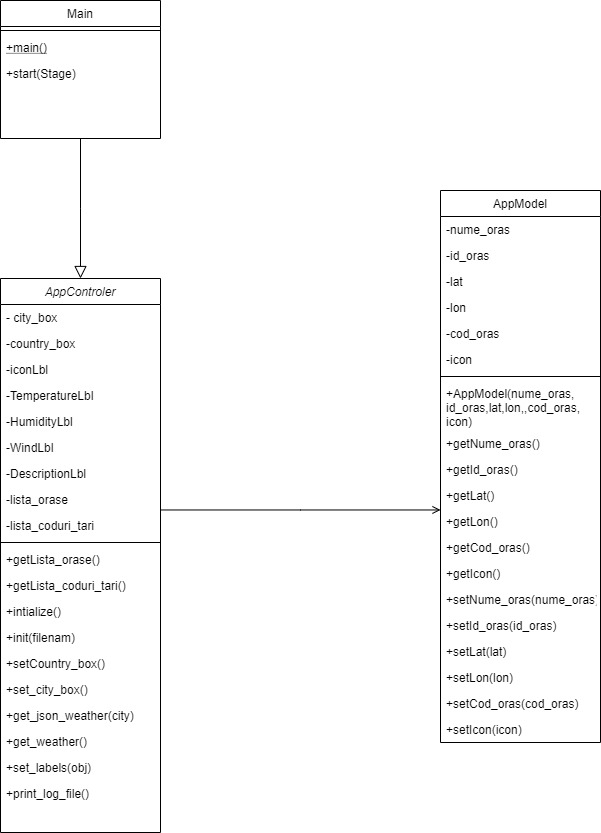 Main
+main()
+start(Stage)
AppControler
- city_box
-country_box
-iconLbl
-TemperatureLbl
-HumidityLbl
-WindLbl
-DescriptionLbl
-lista_orase
-lista_coduri_tari
+getLista_orase()
+getLista_coduri_tari()
+intialize()
+init(filenam)
+setCountry_box()
+set_city_box()
+get_json_weather(city)
+get_weather()
+set_labels(obj)
+print_log_file()
AppModel
-nume_oras
-id_oras
-lat
-lon
-cod_oras
-icon
+AppModel(nume_oras,
id_oras,lat,lon,,cod_oras,
icon)
+getNume_oras()
+getId_oras()
+getLat()
+getLon()
+getCod_oras()
+getIcon()
+setNume_oras(nume_oras)
+setId_oras(id_oras)
+setLat(lat)
+setLon(lon)
+setCod_oras(cod_oras)
+setIcon(icon)